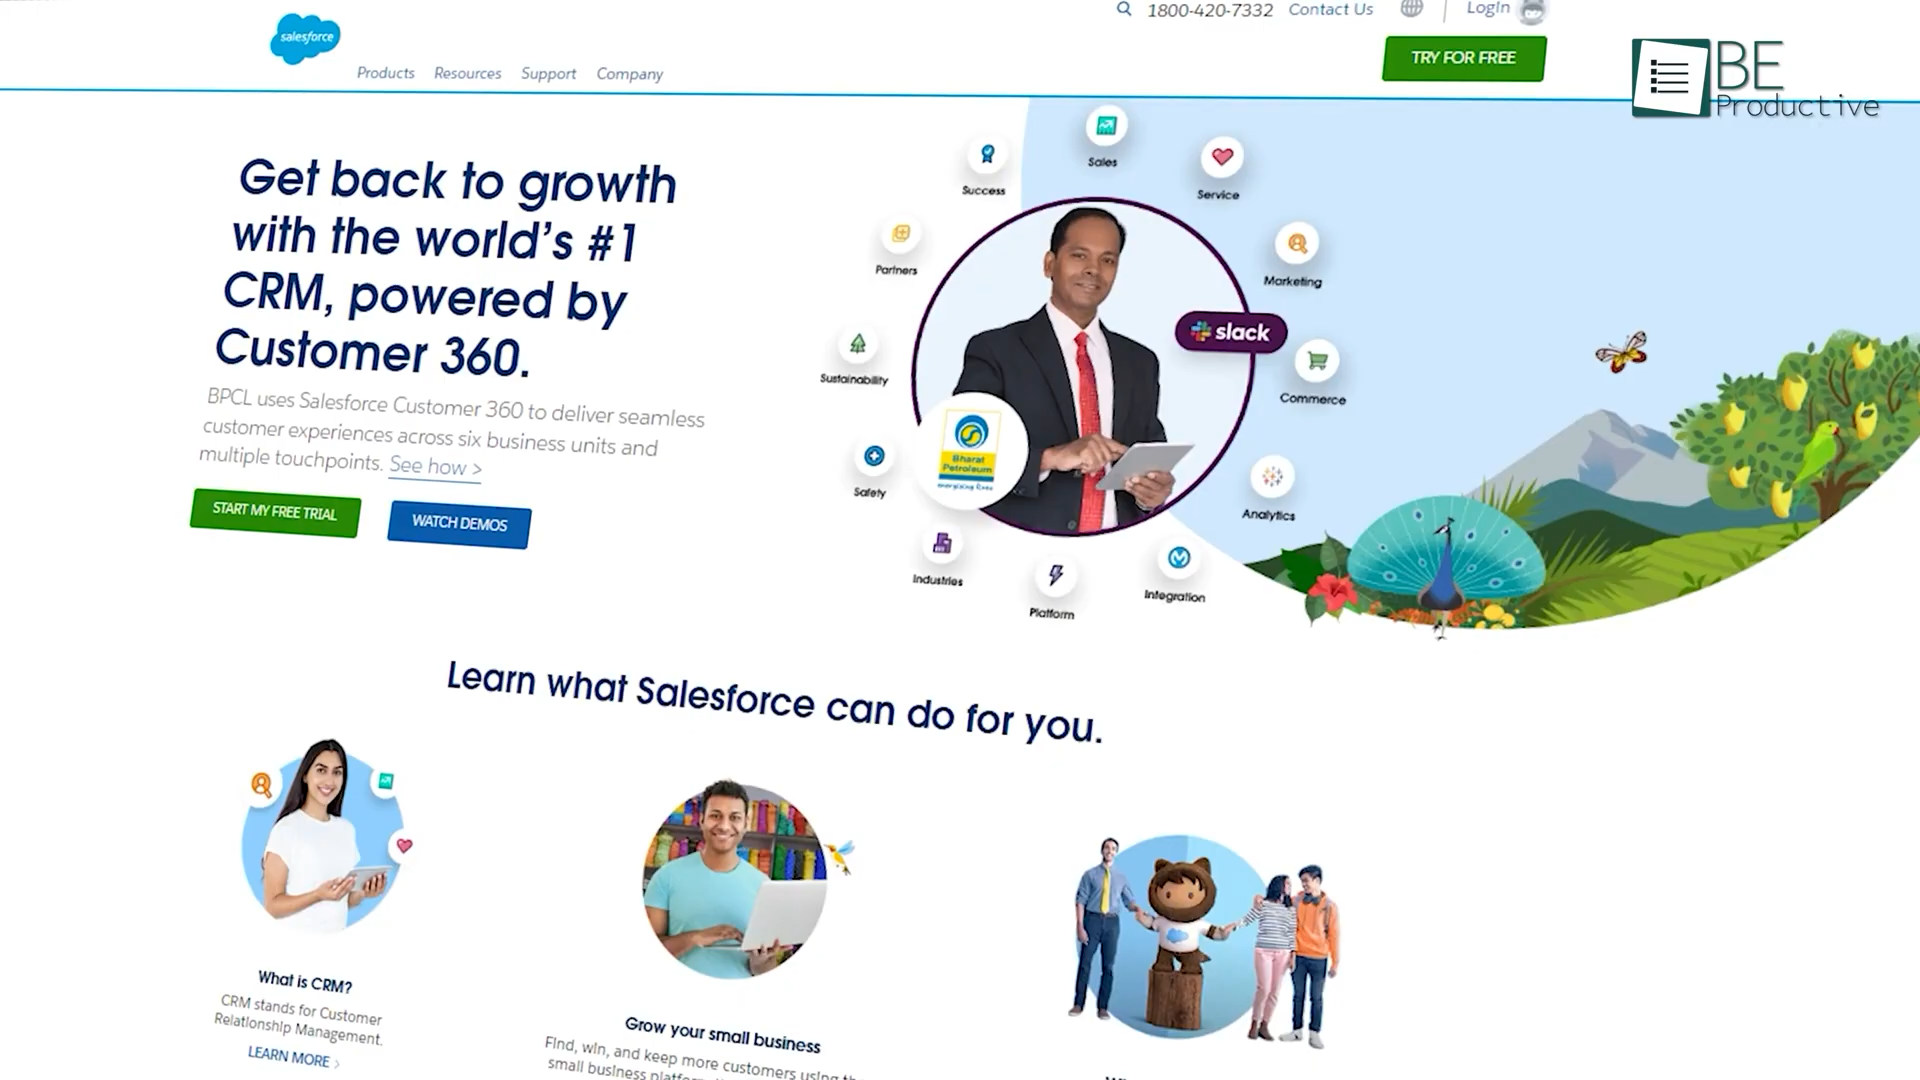 salesforce
Products Resources Support Company
1800-420-7332 Contact Us
Login
TRY FOR FREE
BE
Productive
Get back to growth
with the world's #1
CRM, powered by
Customer 360.
BPCL uses Salesforce Customer 360 to deliver seamless
customer experiences across six business units and
multiple touchpoints. See how >
START MY FREE TRIAL
WATCH DEMOS
Sales
Success
Service
Partners
Marketing
slack
Sustainability
Commerce
Bharat
Petroleum
energising lives
Safety
Analytics
Industries
Integration
Platform
Learn what Salesforce can do for you.
What is CRM?
CRM stands for Customer
Relationship Management.
LEARN MORE >
Grow your small business
Find, win, and keep more customers using
small business